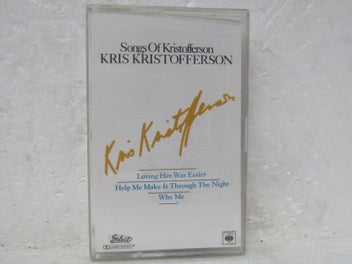 Songs Of Kristofferson
KRIS KRISTOFFERSON
Kris Kristofferson
Loving Her Was Easier
Help Me Make It Through The Night
Why Me